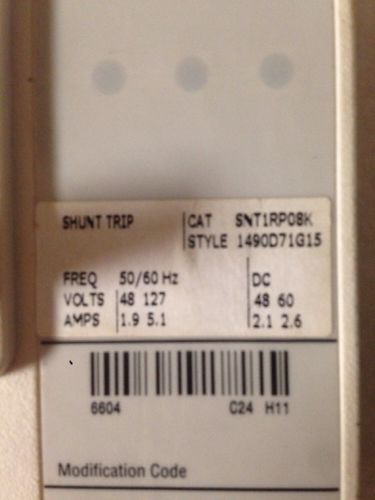 SHUNT TRIP CAT SNT1RP08K
STYLE 1490D71G15
FREQ 50/60 Hz DC
VOLTS 48 127 48 60
AMPS 1.9 5.1 2.1 2.6
6604 C24 H11
Modification Code